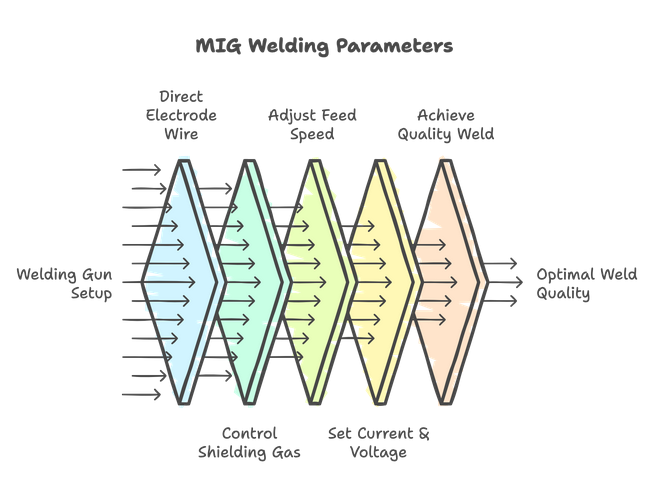 MIG Welding Parameters
Direct
Electrode
Wire
Adjust Feed
Speed
Achieve
Quality Weld
Welding Gun
Setup
Optimal Weld
Quality
Control
Shielding Gas
Set Current &
Voltage